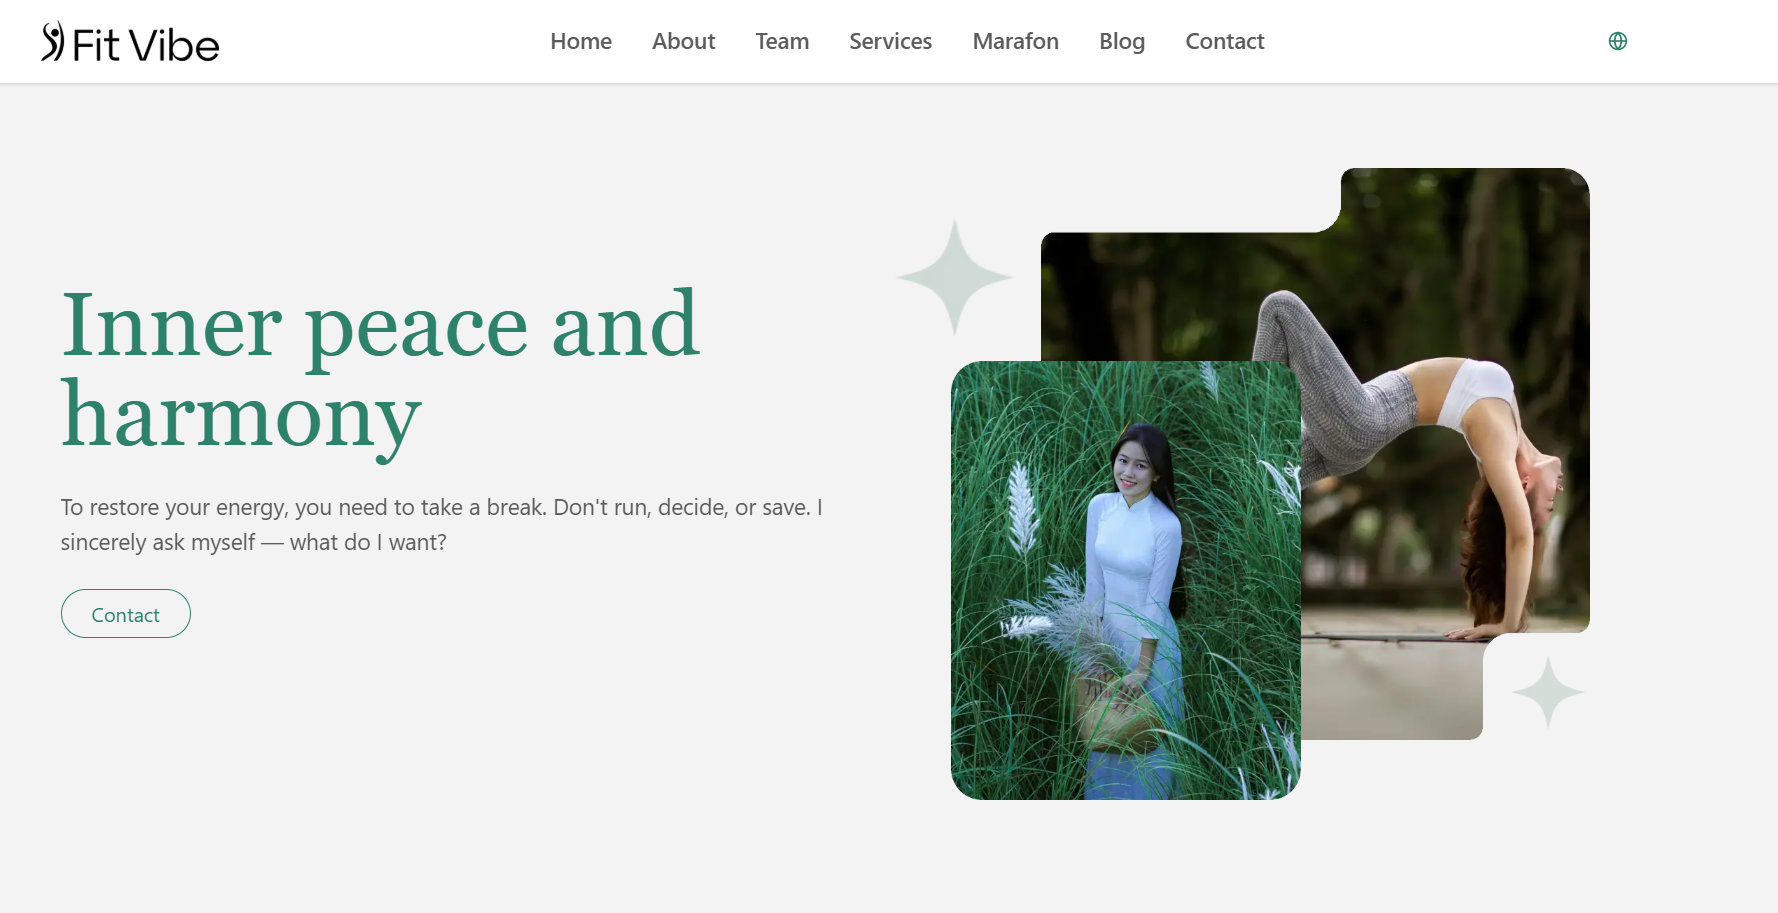 Fit Vibe
Home
About
Team
Services
Marafon
Blog
Contact
Inner peace and
harmony
To restore your energy, you need to take a break. Don't run, decide, or save. I
sincerely ask myself — what do I want?
Contact